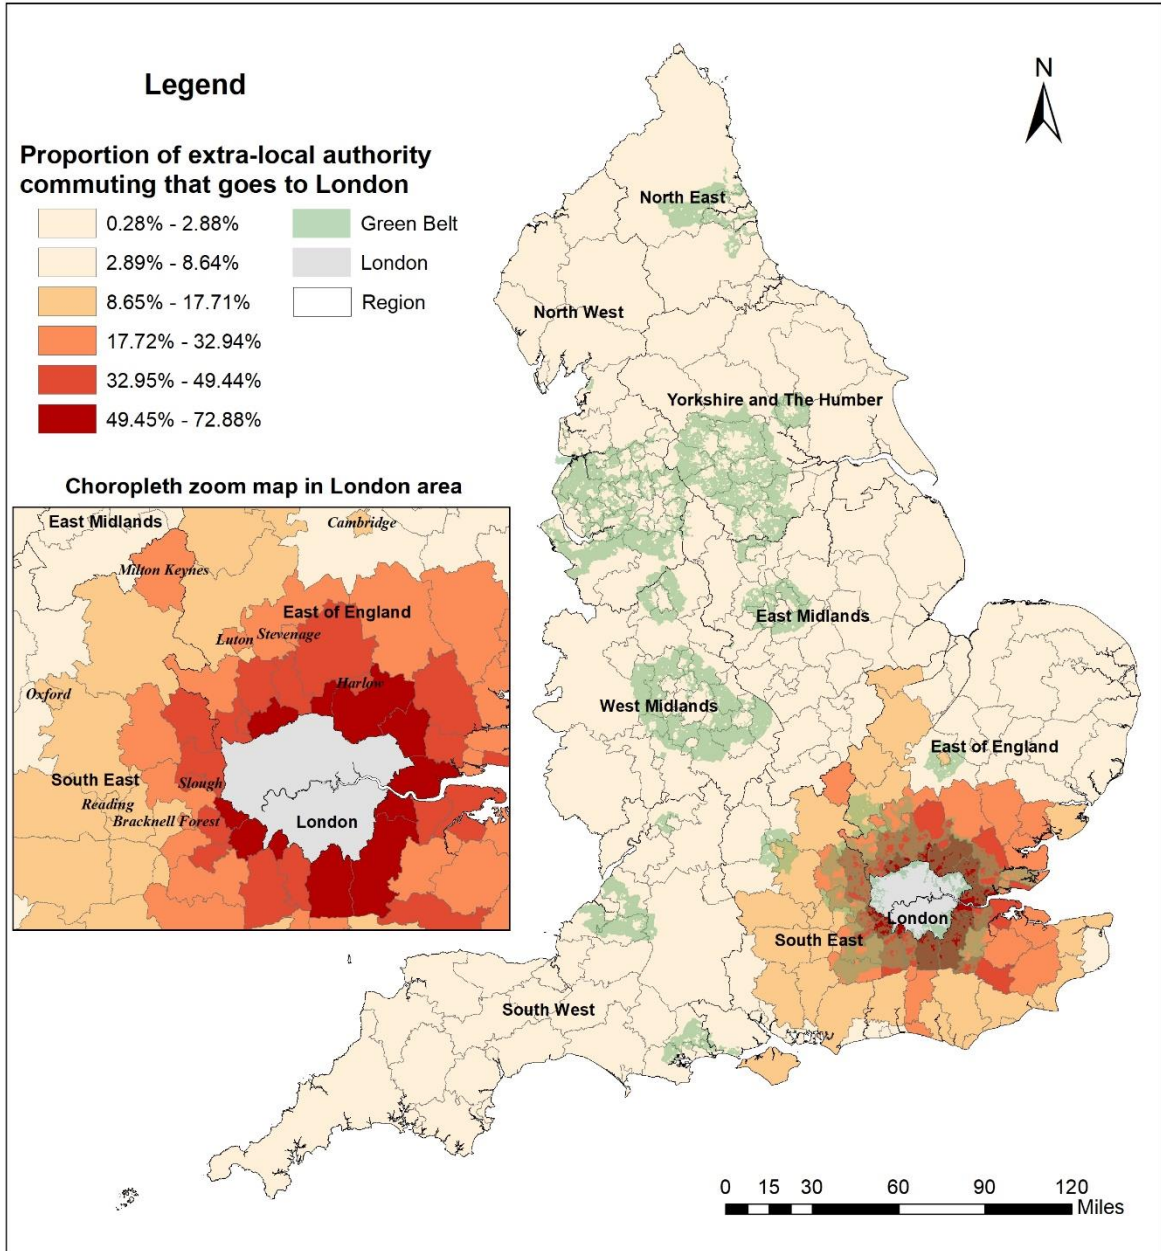 Legend
Proportion of extra-local authority
commuting that goes to London
0.28% - 2.88%
2.89% - 8.64%
8.65% - 17.71%
17.72% - 32.94%
32.95% - 49.44%
49.45% - 72.88%
Green Belt
London
Region
N
North East
North West
Yorkshire and The Humber
East Midlands
West Midlands
East of England
London
South East
South West
Choropleth zoom map in London area
East Midlands
Cambridge
Milton Keynes
East of England
Luton
Stevenage
Oxford
Harlow
South East
Slough
Reading
Bracknell Forest
London
0 15 30 60 90 120
Miles